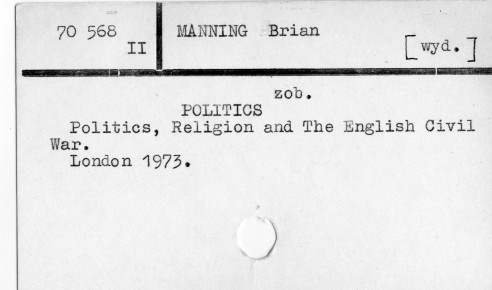 70 568
II
MANNING Brian
[wyd.]
zob.
POLITICS
Politics, Religion and The English Civil
War.
London 1973.